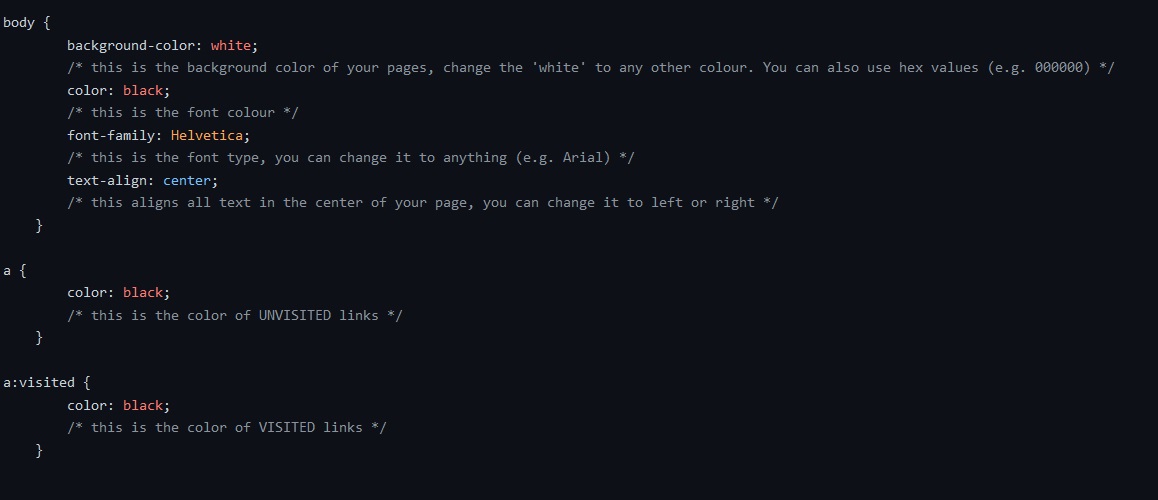 body {
background-color: white;
/* this is the background color of your pages, change the 'white' to any other colour. You can also use hex values (e.g. 000000) */
color: black;
/* this is the font colour */
font-family: Helvetica;
/* this is the font type, you can change it to anything (e.g. Arial) */
text-align: center;
/* this aligns all text in the center of your page, you can change it to left or right */
}
a {
color: black;
/* this is the color of UNVISITED links */
}
a:visited {
color: black;
/* this is the color of VISITED links */
}